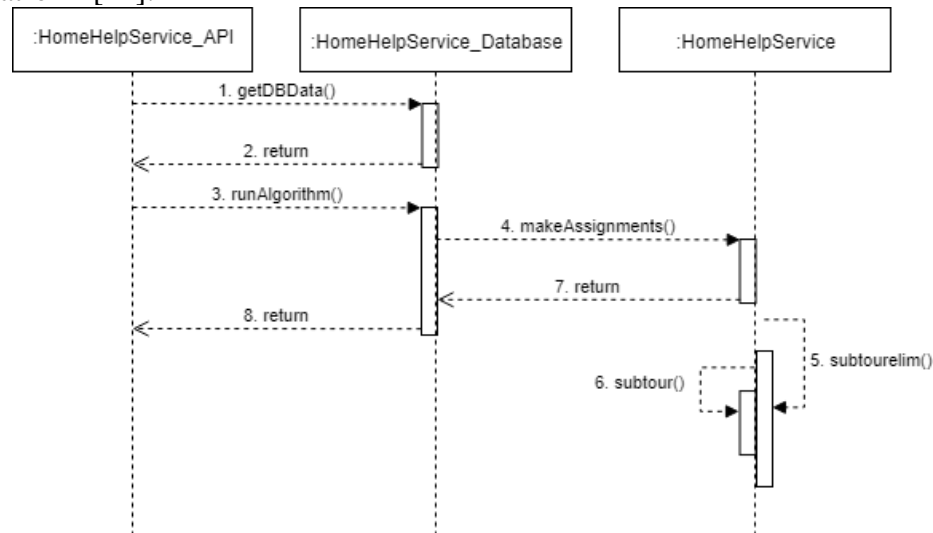 :HomeHelpService_API
:HomeHelpService_Database
:HomeHelpService
1. getDBData()
2. return
3. runAlgorithm()
4. makeAssignments()
7. return
8. return
5. subtourelim()
6. subtour()